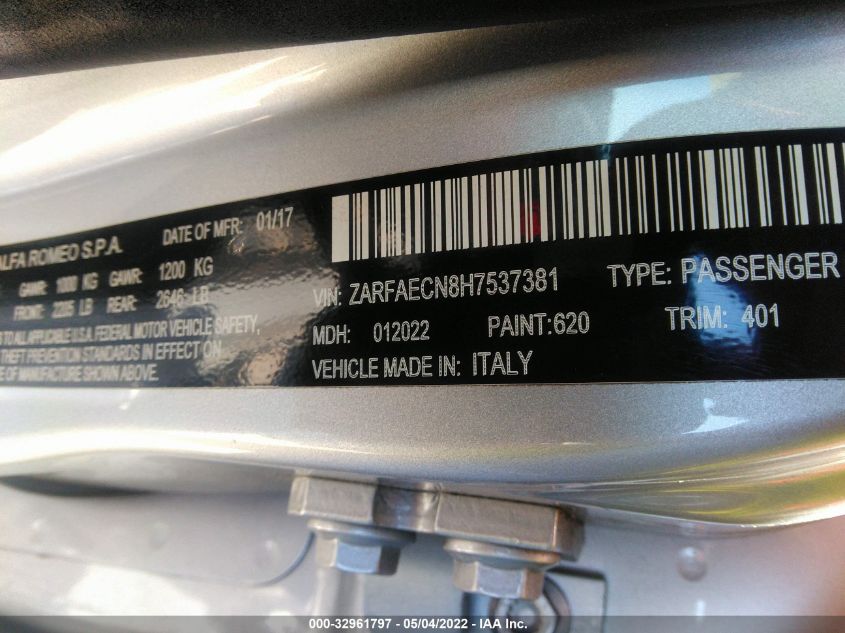 ALFA ROMEO S.P.A. DATE OF MFR: 01/17
GAWR: 1000 KG GAWR: 1200 KG
FRONT: 2205 LB REAR: 2646 LB
TO ALL APPLICABLE U.S.A. FEDERAL MOTOR VEHICLE SAFETY,
THEFT PREVENTION STANDARDS IN EFFECT ON
OF MANUFACTURE SHOWN ABOVE.
VIN: ZARFAECN8H7537381 TYPE: PASSENGER
MDH: 012022 PAINT:620 TRIM: 401
VEHICLE MADE IN: ITALY
000-32961797 - 05/04/2022 - IAA Inc.